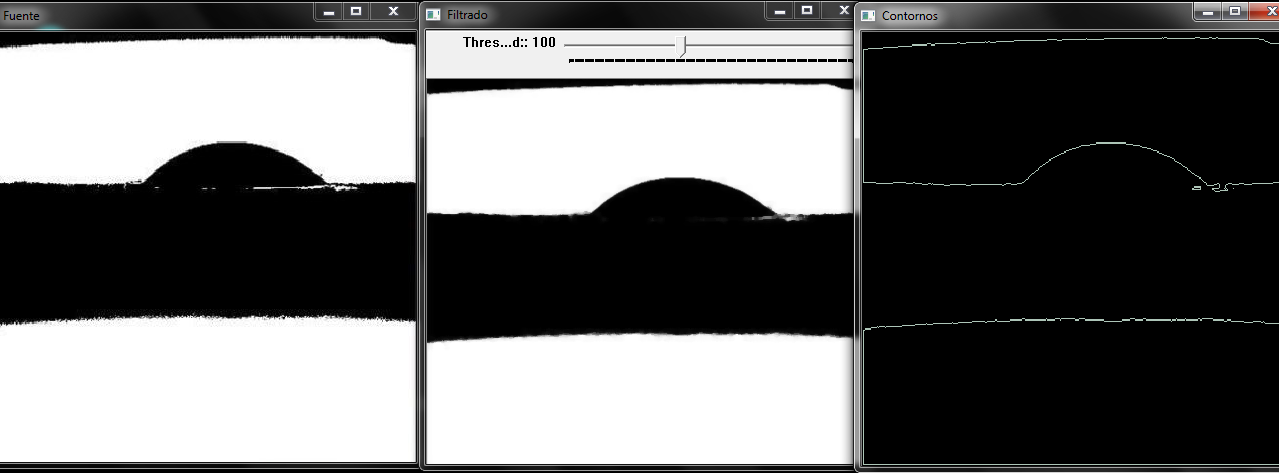 Fuente
Filtrado
Thres...d:: 100
Contornos